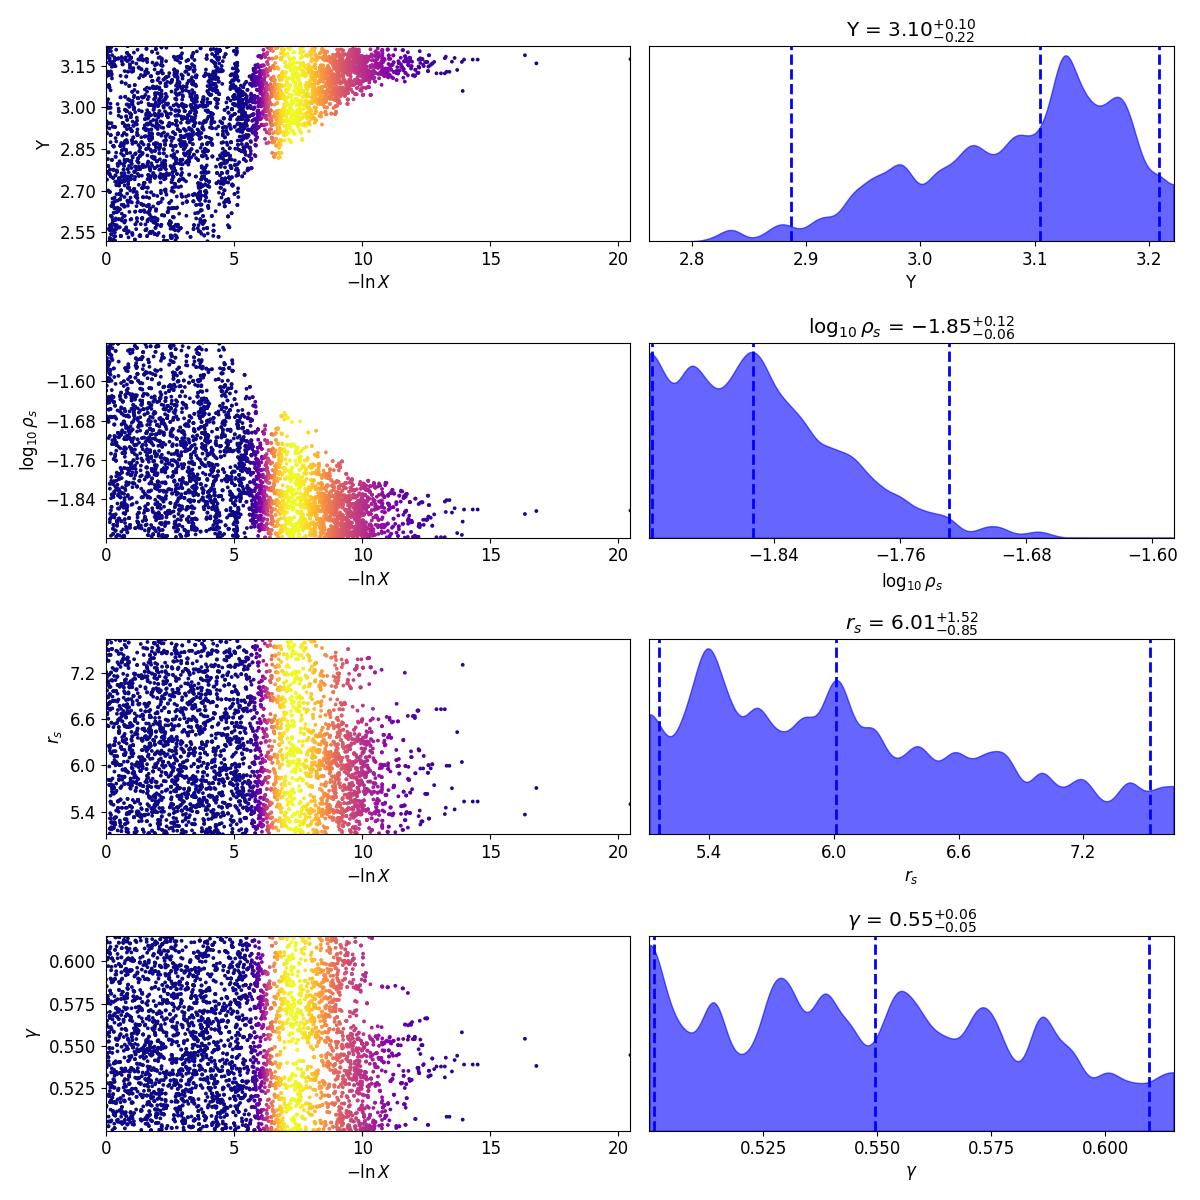 Y = 3.10+0.10−0.22
3.15
3.00
2.85
2.70
2.55
Y
0 5 10 15 20
−ln X
2.8 2.9 3.0 3.1 3.2
Y
log10 ρs = −1.85+0.12−0.06
−1.60
−1.68
−1.76
−1.84
log10 ρs
0 5 10 15 20
−ln X
−1.84 −1.76 −1.68 −1.60
log10 ρs
rs = 6.01+1.52−0.85
7.2
6.6
6.0
5.4
rs
0 5 10 15 20
−ln X
5.4 6.0 6.6 7.2
rs
γ = 0.55+0.06−0.05
0.600
0.575
0.550
0.525
γ
0 5 10 15 20
−ln X
0.525 0.550 0.575 0.600
γ